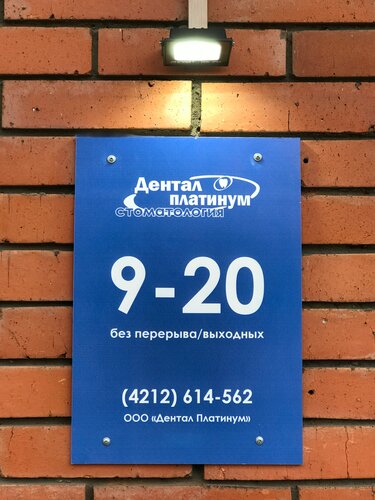 Дентал
платинум
стоматология
9-20
без перерыва/выходных
(4212) 614-562
ООО «Дентал Платинум»